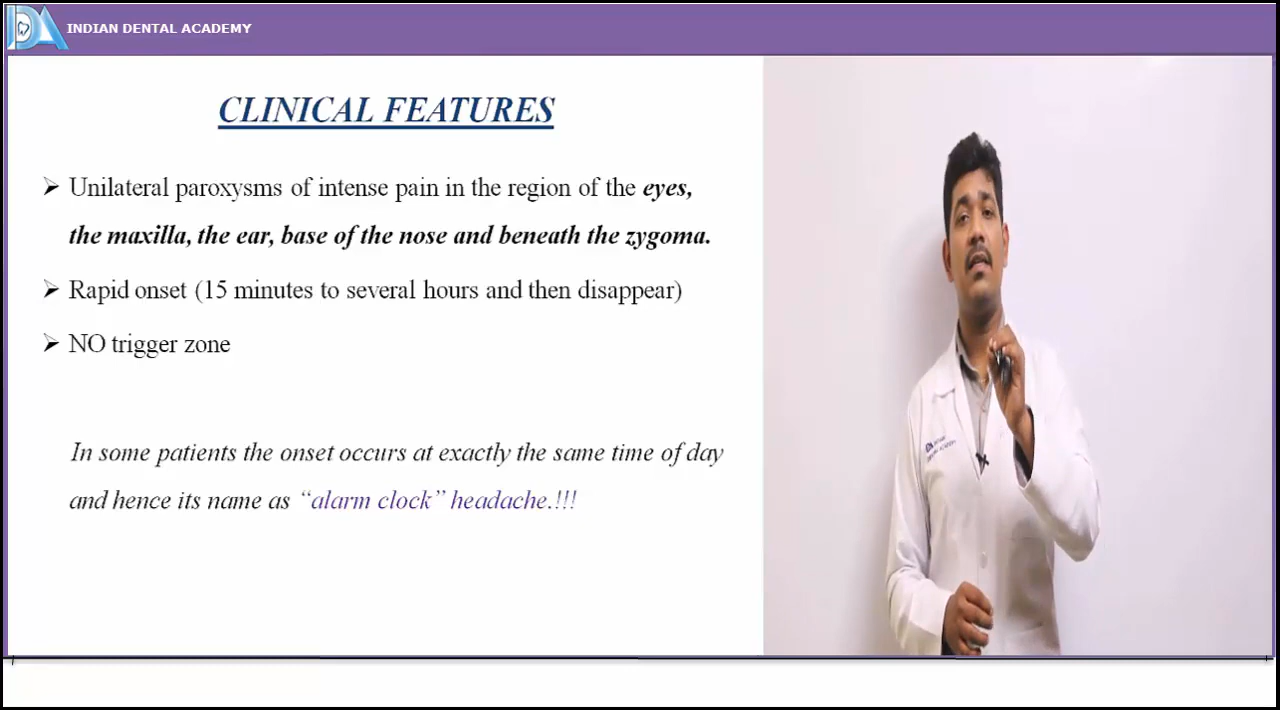 INDIAN DENTAL ACADEMY
CLINICAL FEATURES
➢ Unilateral paroxysms of intense pain in the region of the eyes,
the maxilla, the ear, base of the nose and beneath the zygoma.
➢ Rapid onset (15 minutes to several hours and then disappear)
➢ NO trigger zone
In some patients the onset occurs at exactly the same time of day
and hence its name as “alarm clock” headache.!!!